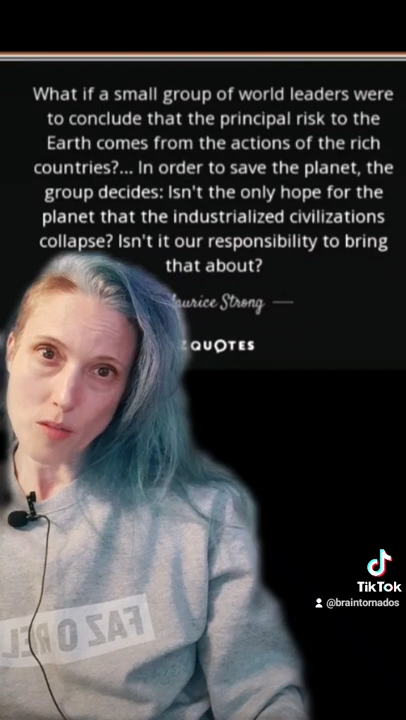 What if a small group of world leaders were
to conclude that the principal risk to the
Earth comes from the actions of the rich
countries?... In order to save the planet, the
group decides: Isn't the only hope for the
planet that the industrialized civilizations
collapse? Isn't it our responsibility to bring
that about?
Strong
QUOTES
TikTok
@braintornados